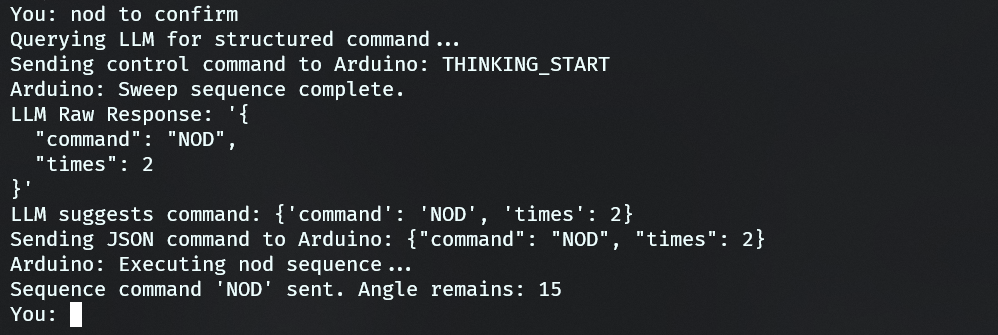 You: nod to confirm
Querying LLM for structured command...
Sending control command to Arduino: THINKING_START
Arduino: Sweep sequence complete.
LLM Raw Response: '{
  "command": "NOD",
  "times": 2
}'
LLM suggests command: {'command': 'NOD', 'times': 2}
Sending JSON command to Arduino: {"command": "NOD", "times": 2}
Arduino: Executing nod sequence...
Sequence command 'NOD' sent. Angle remains: 15
You: